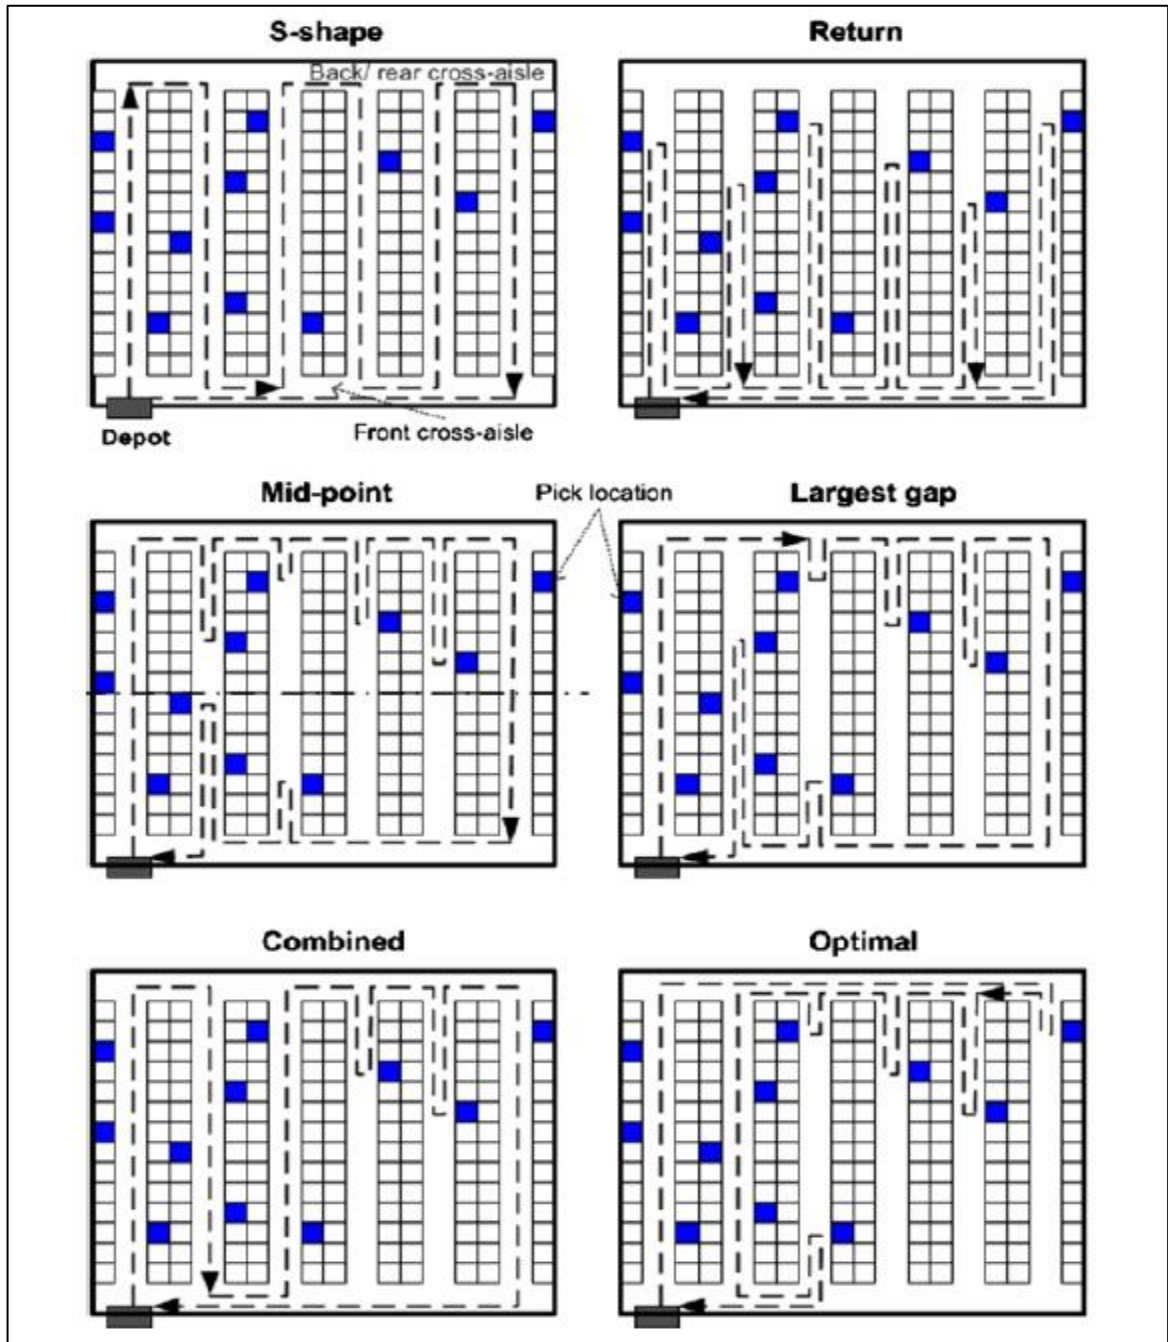 S-shape
Return
Back/ rear cross-aisle
Depot
Front cross-aisle
Mid-point
Pick location
Largest gap
Combined
Optimal